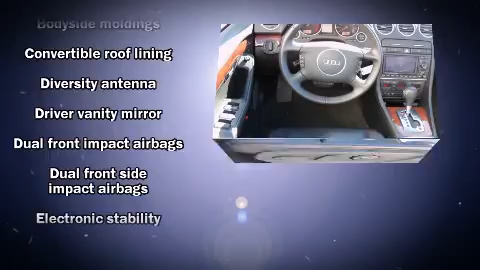 Bodyside moldings
Convertible roof lining
Diversity antenna
Driver vanity mirror
Dual front impact airbags
Dual front side
impact airbags
Electronic stability